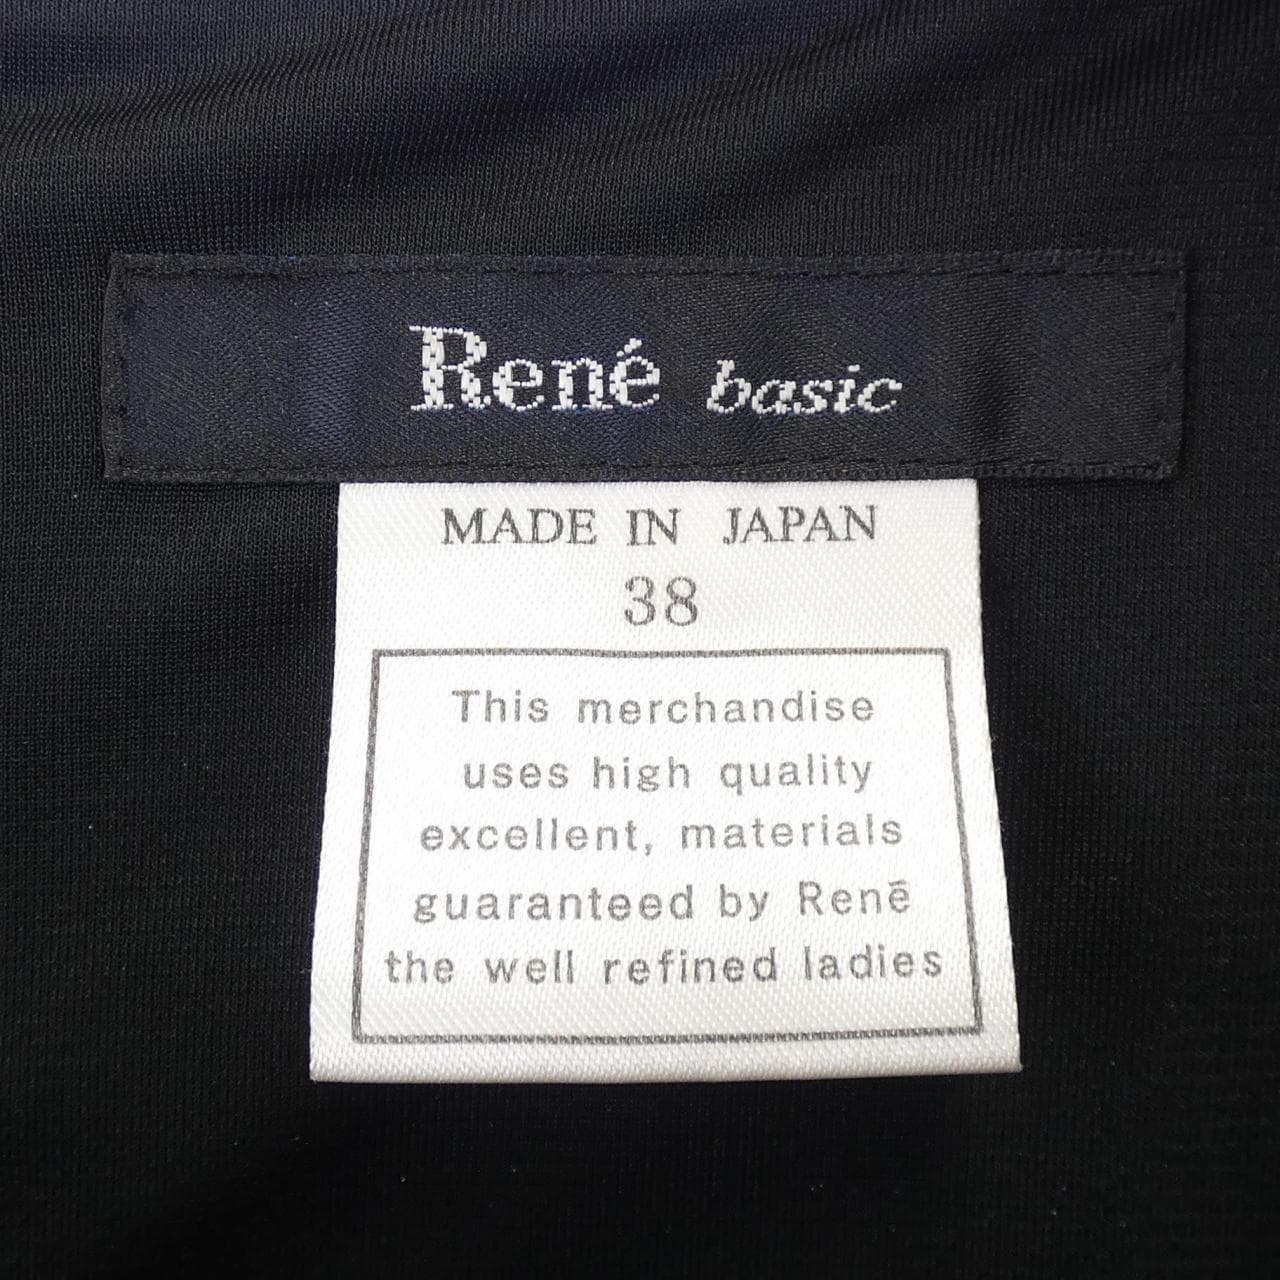 René basic
MADE IN JAPAN
38
This merchandise
uses high quality
excellent, materials
guaranteed by Renē
the well refined ladies